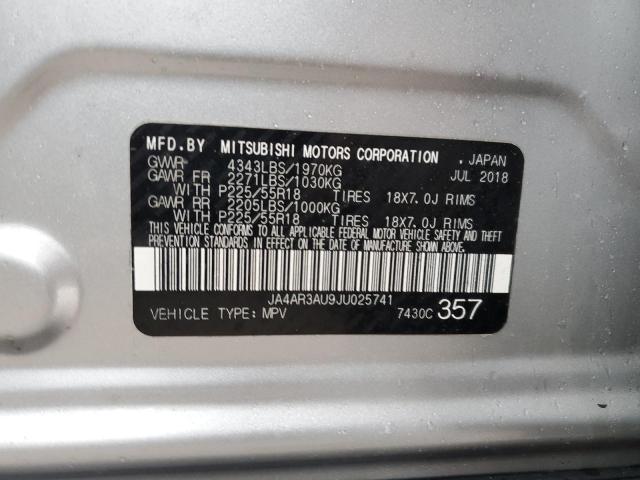 MFD.BY MITSUBISHI MOTORS CORPORATION . JAPAN
GVWR 4343LBS/1970KG JUL 2018
GAWR FR 2271LBS/1030KG
WITH P225/55R18 TIRES 18X7.0J RIMS
GAWR RR 2205LBS/1000KG
WITH P225/55R18 TIRES 18X7.0J RIMS
THIS VEHICLE CONFORMS TO ALL APPLICABLE FEDERAL MOTOR VEHICLE SAFETY AND THEFT
PREVENTION STANDARDS IN EFFECT ON THE DATE OF MANUFACTURE SHOWN ABOVE.
JA4AR3AU9JU025741
VEHICLE TYPE: MPV 7430C 357